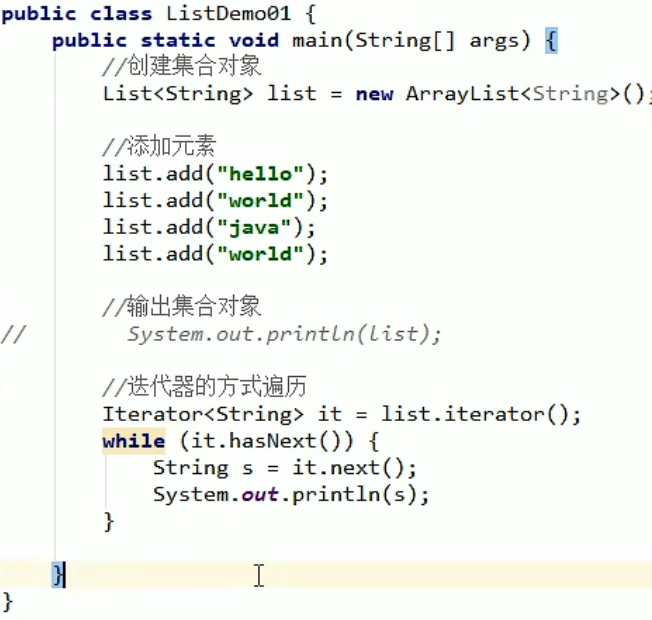 public class ListDemo01 {
    public static void main(String[] args) {
        //创建集合对象
        List<String> list = new ArrayList<String>();

        //添加元素
        list.add("hello");
        list.add("world");
        list.add("java");
        list.add("world");

        //输出集合对象
//        System.out.println(list);

        //迭代器的方式遍历
        Iterator<String> it = list.iterator();
        while (it.hasNext()) {
            String s = it.next();
            System.out.println(s);
        }

    }
}